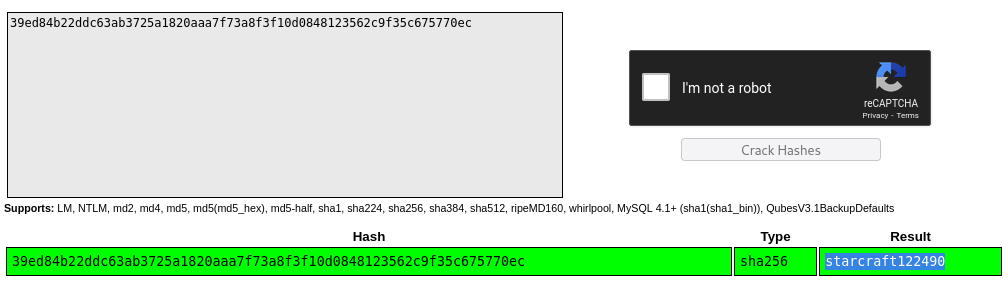 39ed84b22ddc63ab3725a1820aaa7f73a8f3f10d0848123562c9f35c675770ec
I'm not a robot
reCAPTCHA
Privacy - Terms
Crack Hashes
Supports: LM, NTLM, md2, md4, md5, md5(md5_hex), md5-half, sha1, sha224, sha256, sha384, sha512, ripeMD160, whirlpool, MySQL 4.1+ (sha1(sha1_bin)), QubesV3.1BackupDefaults
Hash Type Result
39ed84b22ddc63ab3725a1820aaa7f73a8f3f10d0848123562c9f35c675770ec sha256 starcraft122490